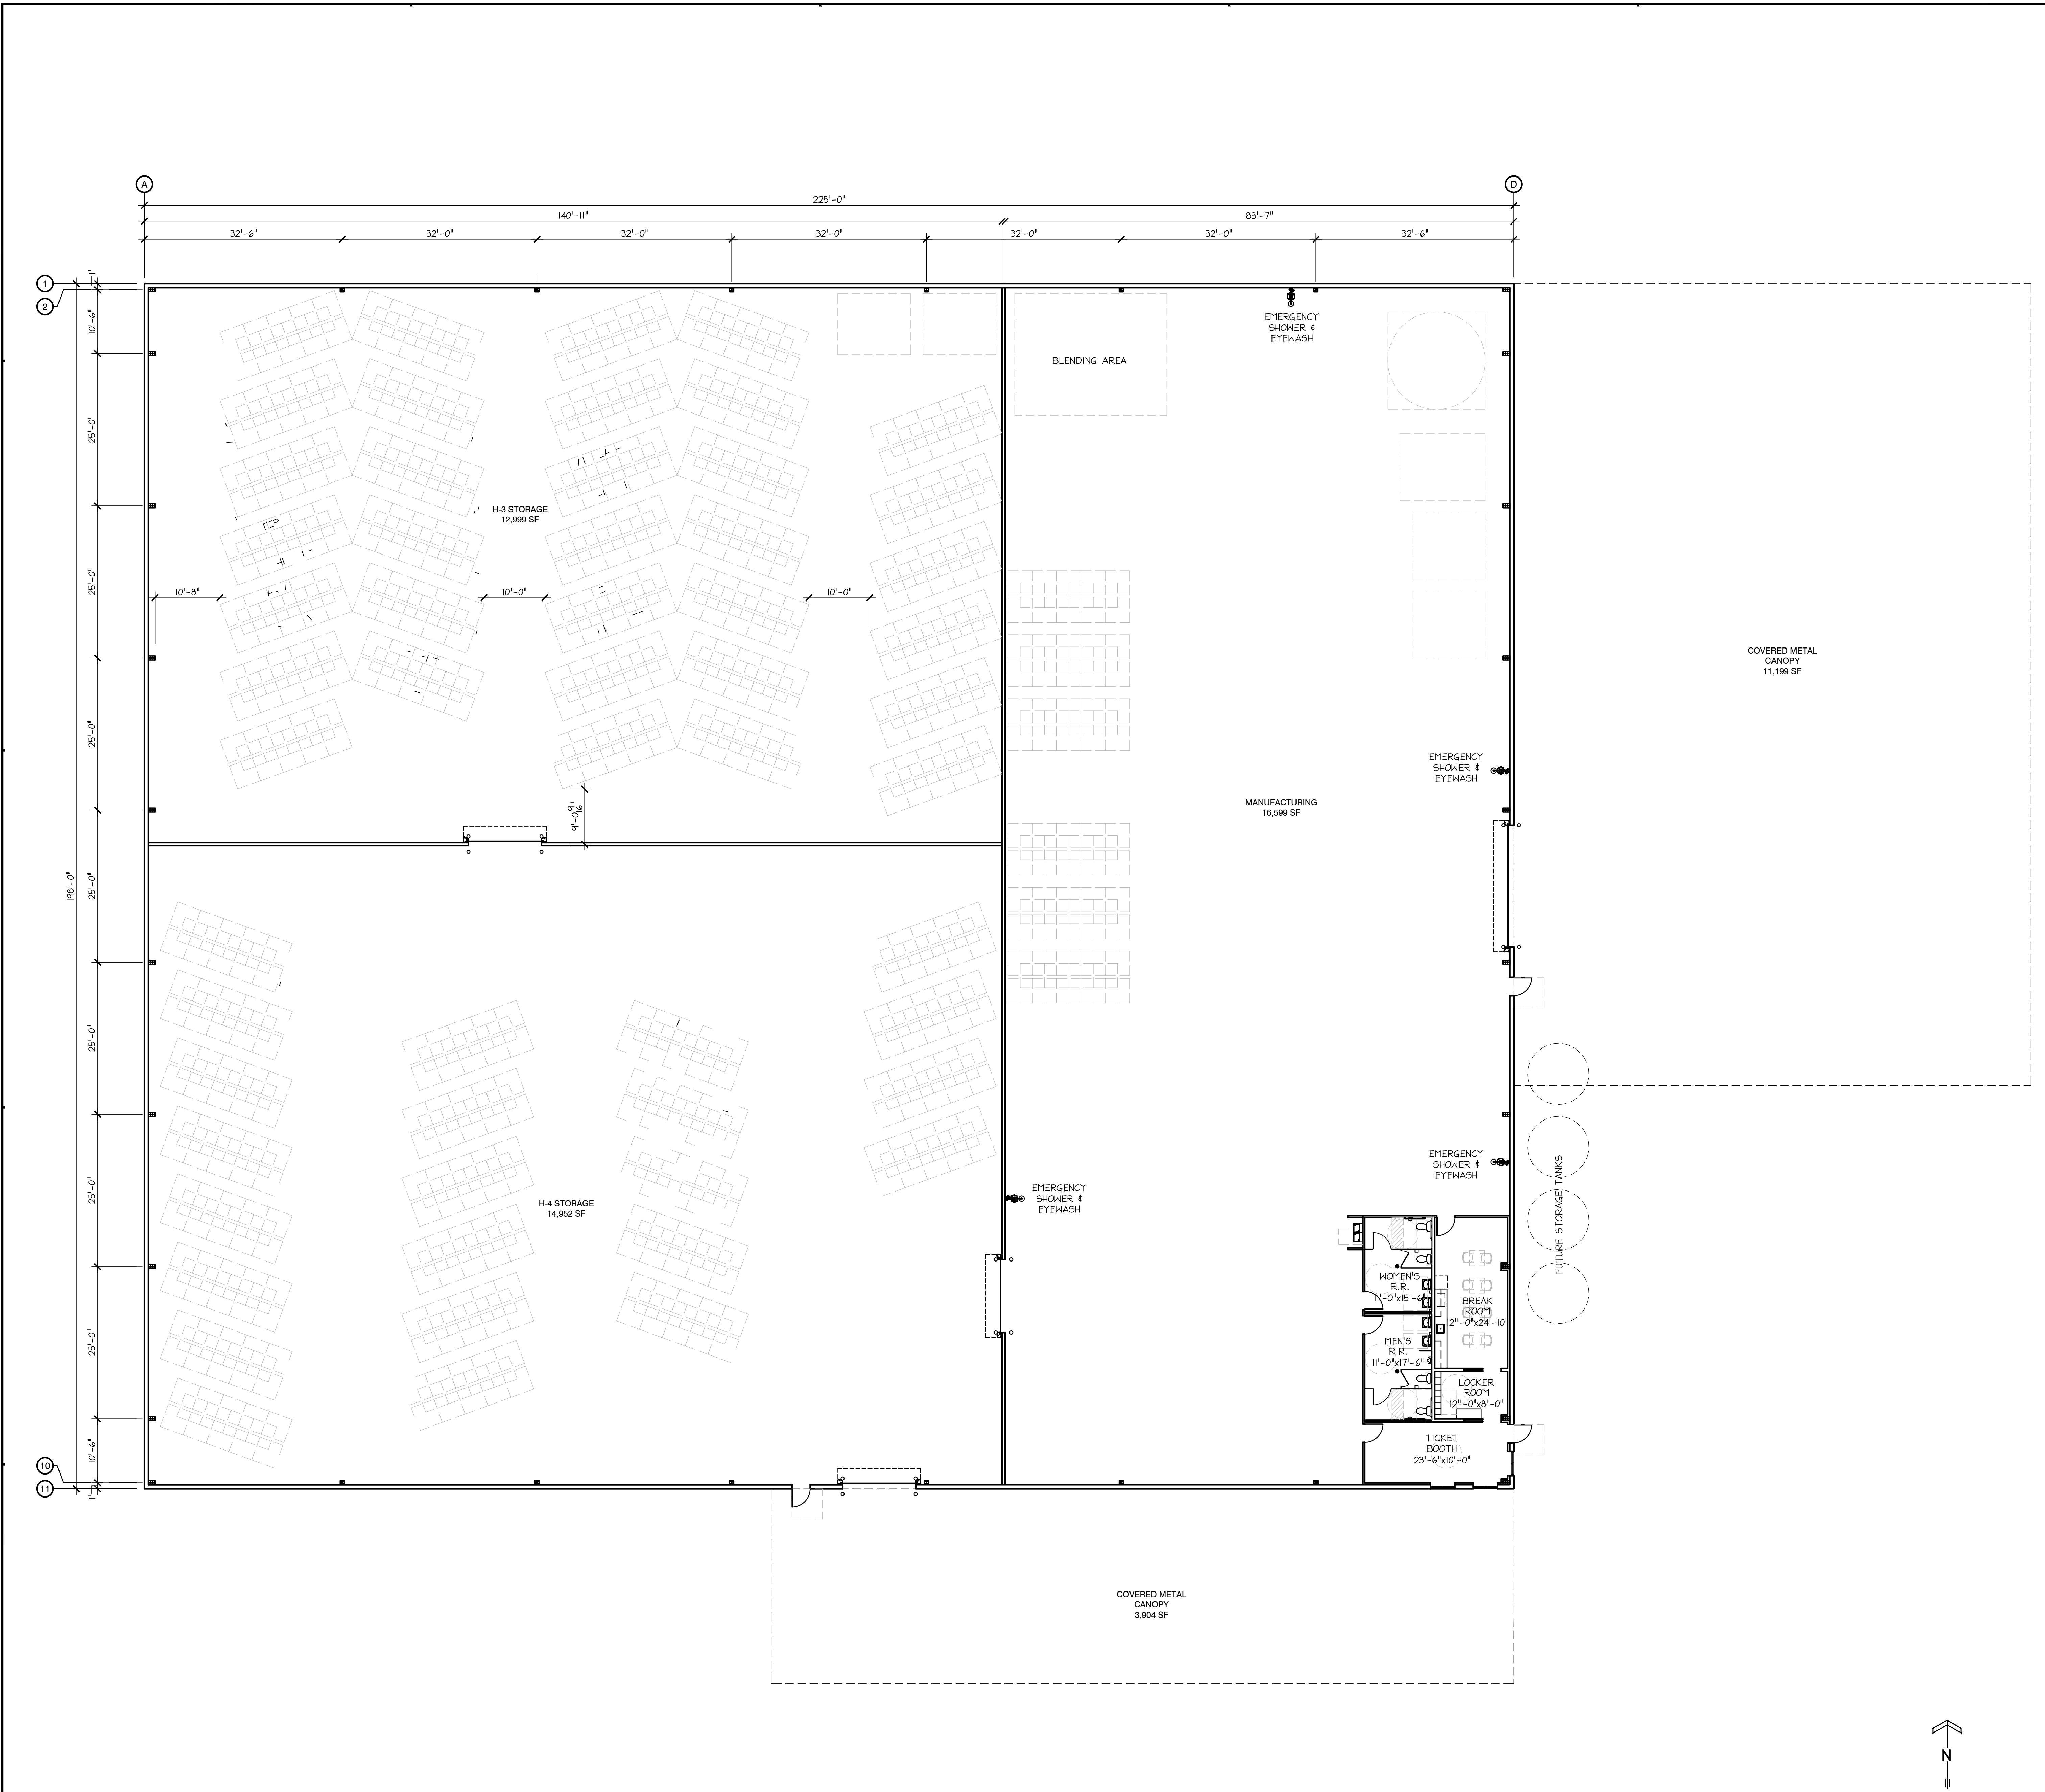 A
D
225'-0"
140'-11"
83'-7"
32'-6"
32'-0"
32'-0"
32'-0"
32'-0"
32'-0"
32'-6"
1
2
1'
10'-6"
25'-0"
25'-0"
25'-0"
25'-0"
25'-0"
25'-0"
25'-0"
10'-6"
1'
198'-0"
10
11
EMERGENCY
SHOWER &
EYEWASH
BLENDING AREA
H-3 STORAGE
12,999 SF
10'-8"
10'-0"
10'-0"
COVERED METAL
CANOPY
11,199 SF
EMERGENCY
SHOWER &
EYEWASH
MANUFACTURING
16,599 SF
EMERGENCY
SHOWER &
EYEWASH
EMERGENCY
SHOWER &
EYEWASH
H-4 STORAGE
14,952 SF
FUTURE STORAGE TANKS
WOMEN'S
R.R.
11'-0"x15'-6"
BREAK
ROOM
12''-0"x24'-10"
MEN'S
R.R.
11'-0"x17'-6"
LOCKER
ROOM
12''-0"x8'-0"
TICKET
BOOTH
23'-6"x10'-0"
COVERED METAL
CANOPY
3,904 SF
N